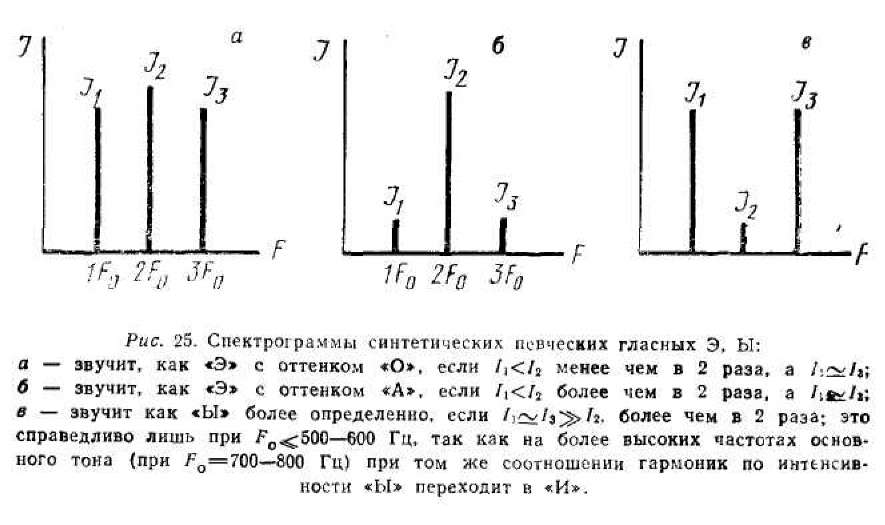 J а J б J в
J₁ J₂ J₃ J₁ J₂ J₃ J₁ J₂ J₃
F F F
1F₀ 2F₀ 3F₀ 1F₀ 2F₀ 3F₀
Рис. 25. Спектрограммы синтетических певческих гласных Э, Ы:
а — звучит, как «Э» с оттенком «О», если I₁<I₂ менее чем в 2 раза, а I₁≃I₃;
б — звучит, как «Э» с оттенком «А», если I₁<I₂ более чем в 2 раза, а I₁≃I₃;
в — звучит как «Ы» более определенно, если I₁≃I₃≫I₂, более чем в 2 раза; это
справедливо лишь при F₀⩽500—600 Гц, так как на более высоких частотах основ-
ного тона (при F₀=700—800 Гц) при том же соотношении гармоник по интенсив-
ности «Ы» переходит в «И».